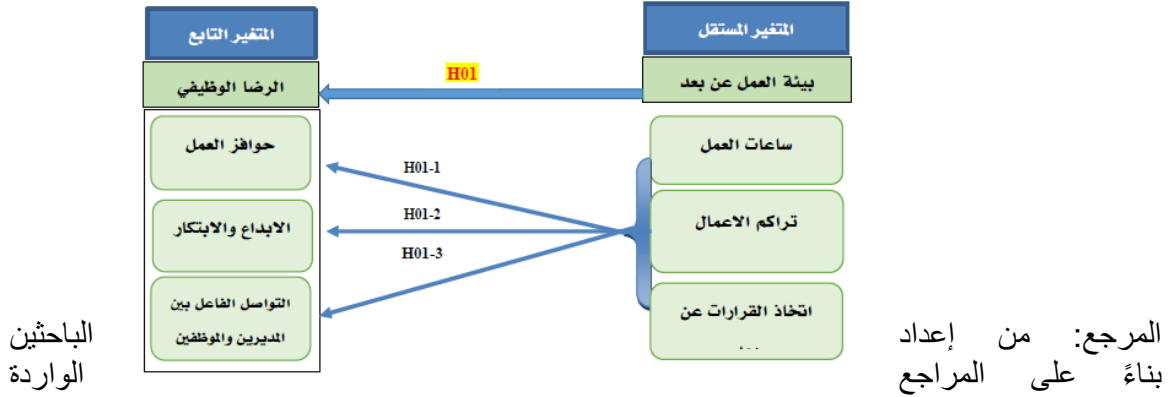 المتغير المستقل
المتغير التابع
بيئة العمل عن بعد
H01
الرضا الوظيفي
ساعات العمل
حوافز العمل
H01-1
تراكم الاعمال
H01-2
الابداع والابتكار
H01-3
اتخاذ القرارات عن
التواصل الفاعل بين
المديرين والموظفين
المرجع: من إعداد الباحثين
بناءً على المراجع الواردة